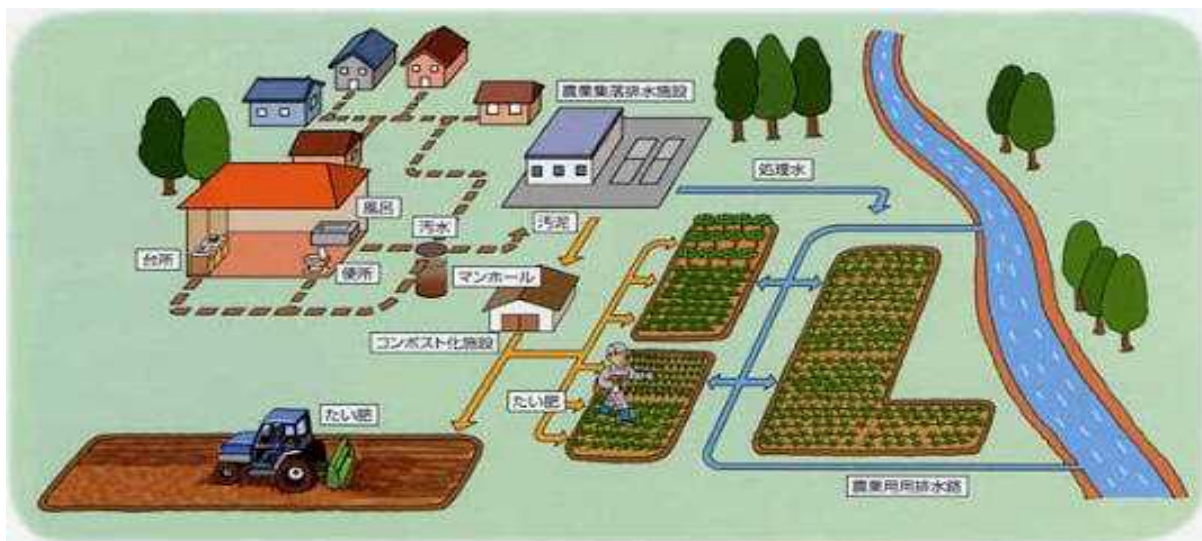 農業集落排水施設
処理水
風呂
汚水
汚泥
台所
便所
マンホール
コンポスト化施設
たい肥
たい肥
農業用用排水路